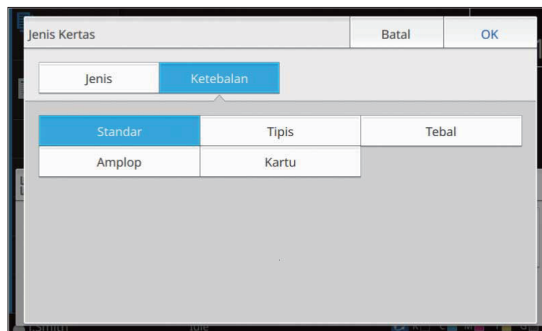 Jenis Kertas Batal OK
Jenis Ketebalan
Standar Tipis Tebal
Amplop Kartu